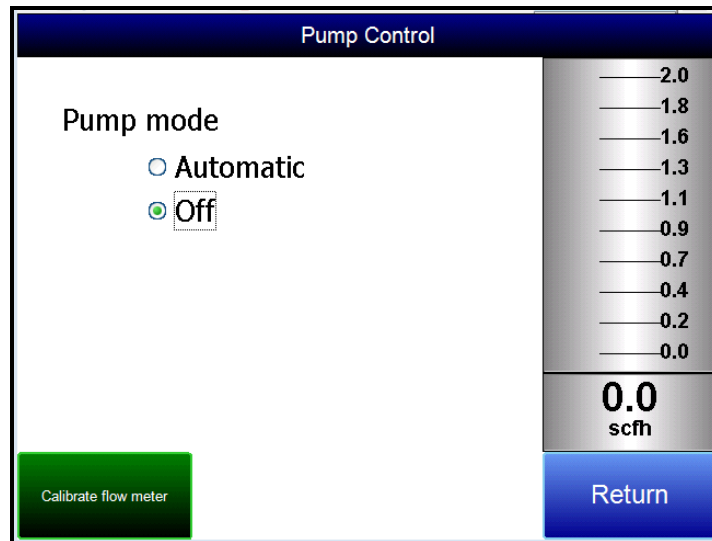 Pump Control
Pump mode
Automatic
Off
2.0
1.8
1.6
1.3
1.1
0.9
0.7
0.4
0.2
0.0
0.0
scfh
Calibrate flow meter
Return